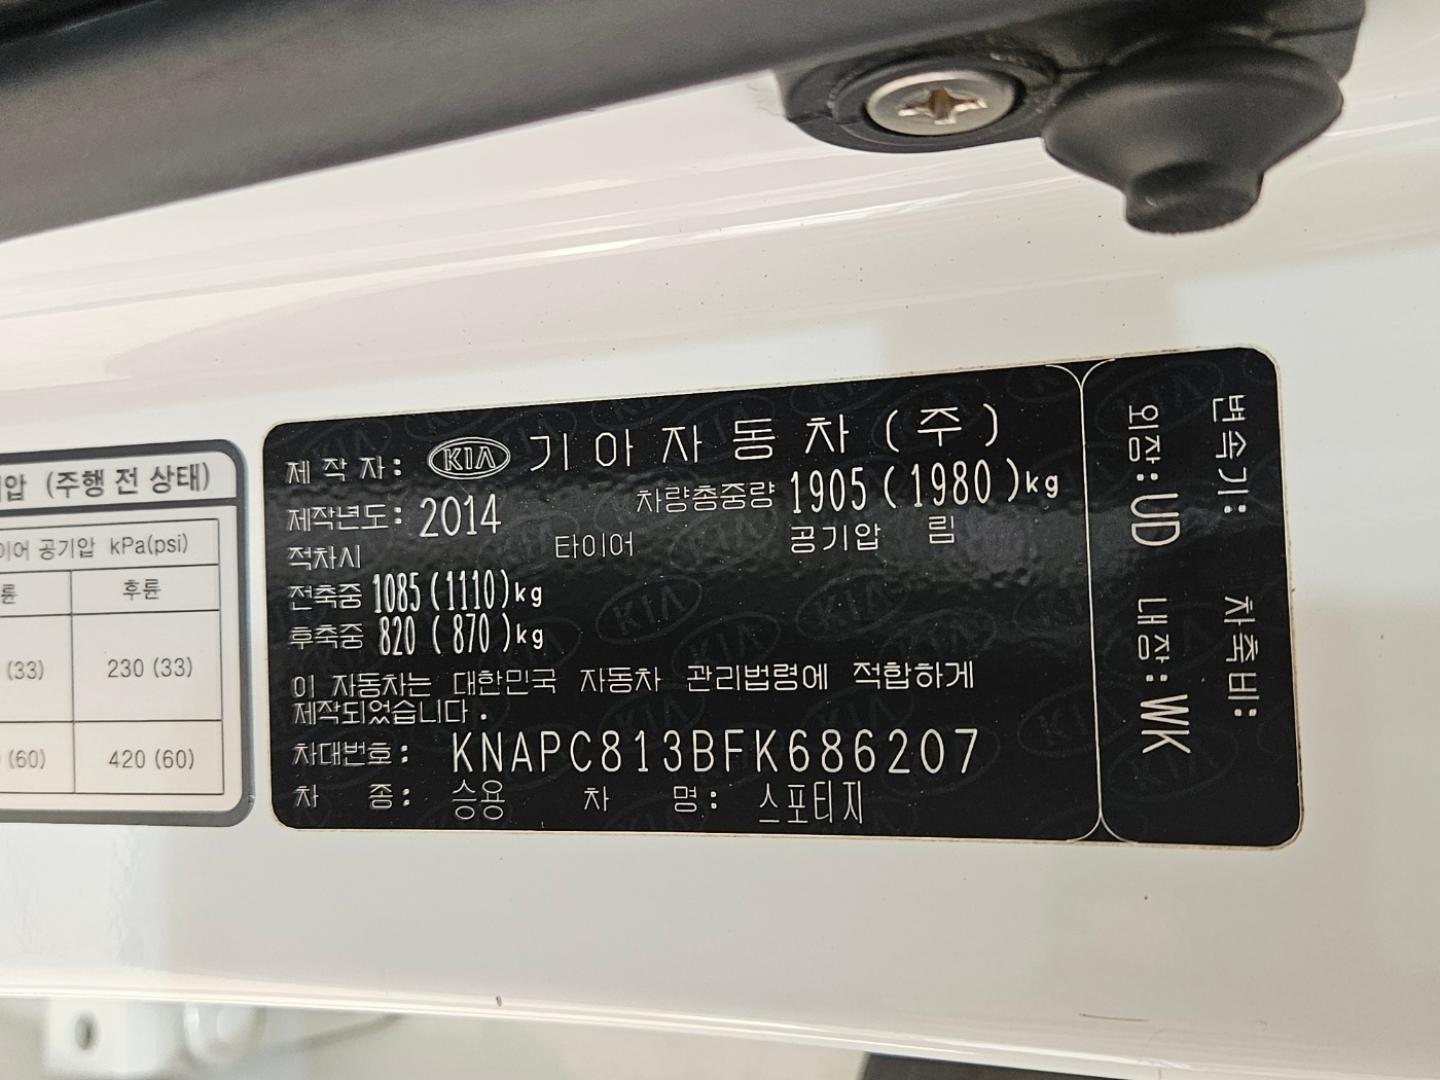 기압 (주행 전 상태)
이어 공기압 kPa(psi)
륜 후륜
(33) 230 (33)
(60) 420 (60)
제 작 자: KIA 기 아 자 동 차 ( 주 )
제작년도: 2014 차량총중량 1905 ( 1980 )kg
적차시 타이어 공기압 림
전축중 1085 (1110)kg
후축중 820 ( 870 )kg
이 자동차는 대한민국 자동차 관리법령에 적합하게
제작되었습니다.
차대번호: KNAPC813BFK686207
차 종: 승용 차 명: 스포티지
변속기: 차축비:
외장:UD 내장:WK